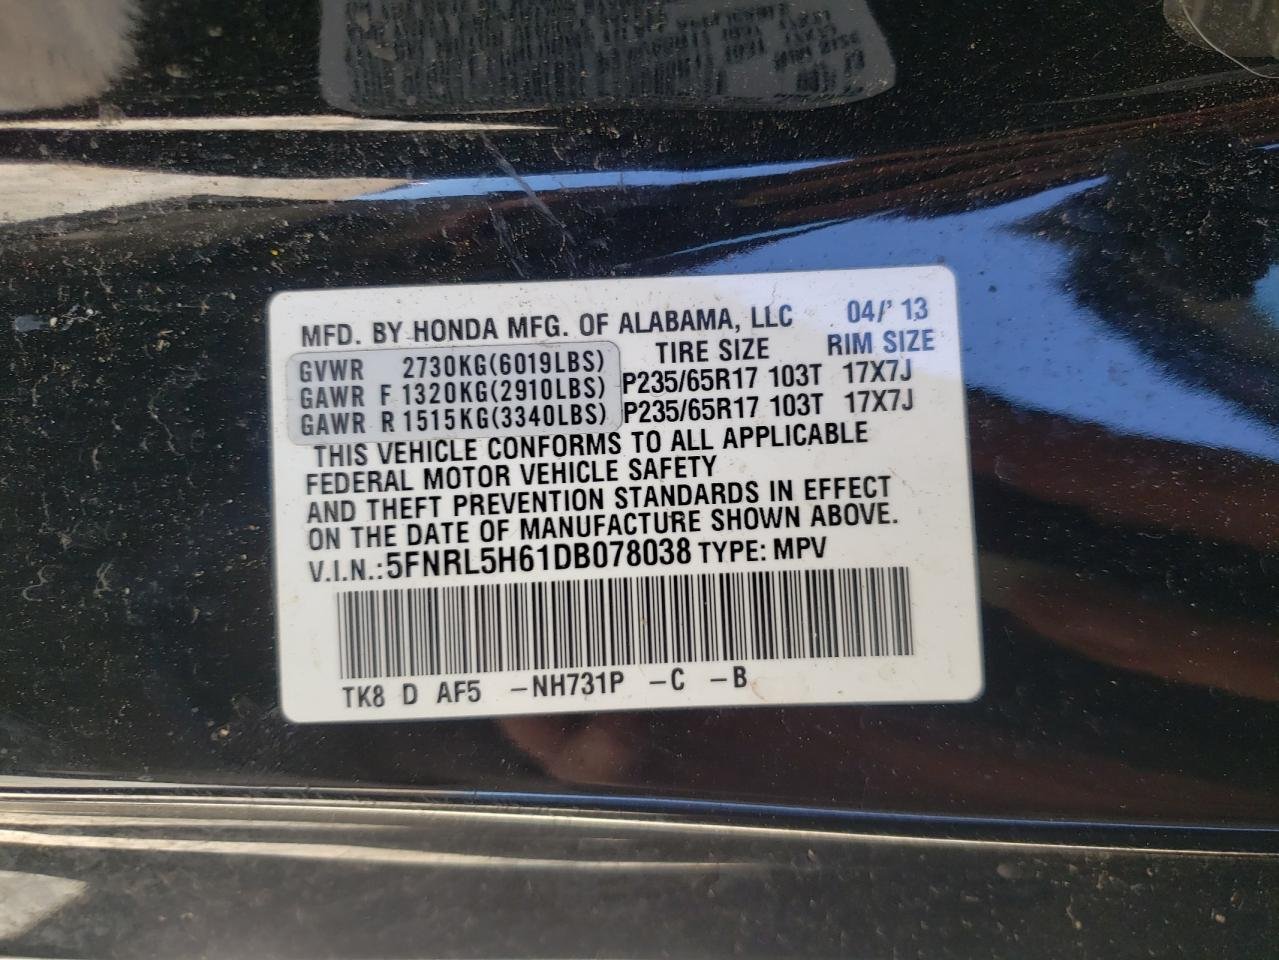 MFD. BY HONDA MFG. OF ALABAMA, LLC 04/' 13
TIRE SIZE RIM SIZE
GVWR 2730KG(6019LBS)
GAWR F 1320KG(2910LBS) P235/65R17 103T 17X7J
GAWR R 1515KG(3340LBS) P235/65R17 103T 17X7J
THIS VEHICLE CONFORMS TO ALL APPLICABLE
FEDERAL MOTOR VEHICLE SAFETY
AND THEFT PREVENTION STANDARDS IN EFFECT
ON THE DATE OF MANUFACTURE SHOWN ABOVE.
V.I.N.: 5FNRL5H61DB078038 TYPE: MPV
TK8 D AF5 -NH731P -C -B